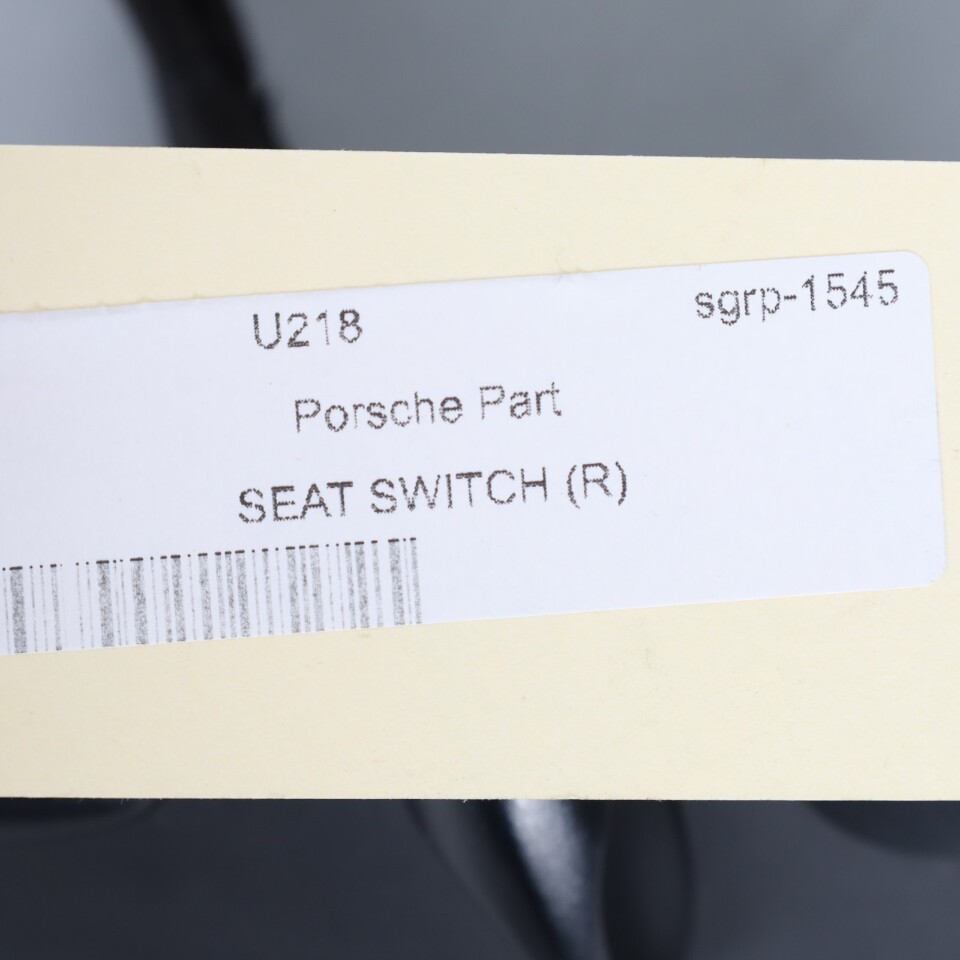 U218 sgrp-1545
Porsche Part
SEAT SWITCH (R)